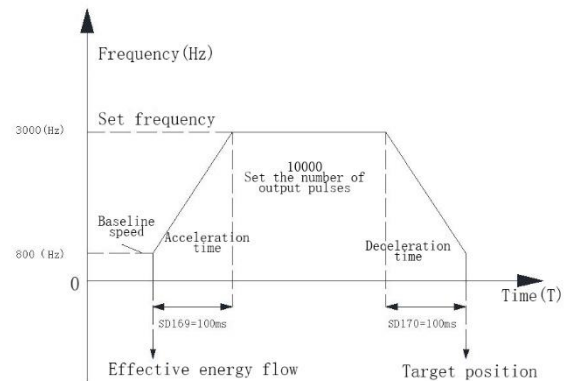 Frequency(Hz)
3000(Hz)
Set frequency
10000
Set the number of
output pulses
Baseline
speed
Acceleration
time
Deceleration
time
800 (Hz)
0
Time(T)
SD169=100ms
SD170=100ms
Effective energy flow
Target position